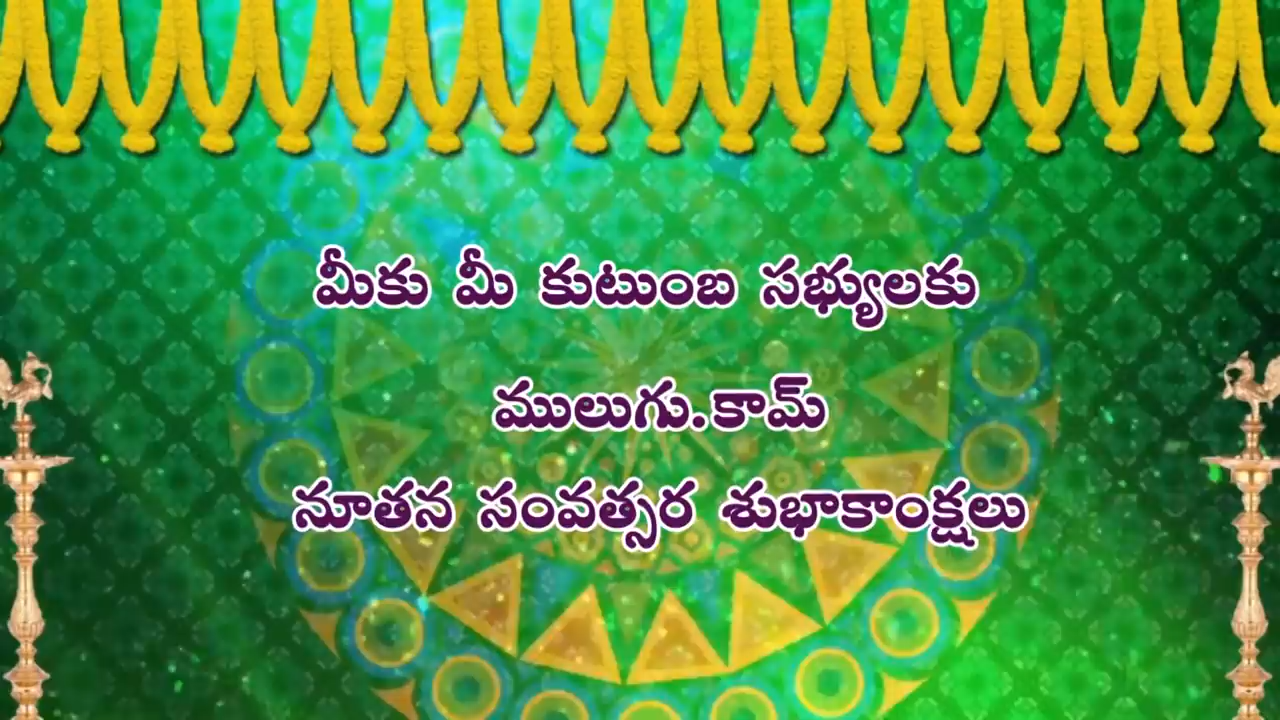 మీకు మీ కుటుంబ సభ్యులకు
ములుగు.కామ్
నూతన సంవత్సర శుభాకాంక్షలు